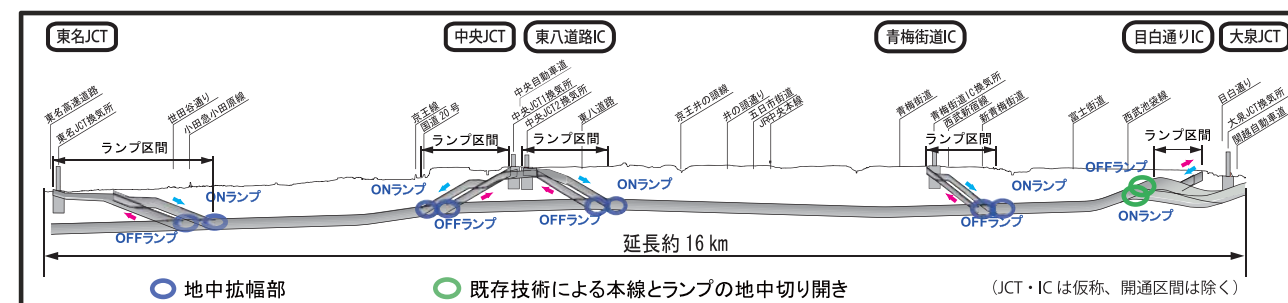 東名JCT
中央JCT
東八道路IC
青梅街道IC
目白通りIC
大泉JCT
東名高速道路
東名JCT換気所
世田谷通り
小田急小田原線
京王線
国道20号
中央自動車道
中央JCT1換気所
中央JCT2換気所
東八道路
京王井の頭線
井の頭通り
五日市街道
JR中央本線
青梅街道
青梅街道IC換気所
西武新宿線
新青梅街道
富士街道
西武池袋線
目白通り
大泉JCT換気所
関越自動車道
ランプ区間
ランプ区間
ランプ区間
ランプ区間
ランプ区間
ONランプ
OFFランプ
ONランプ
OFFランプ
ONランプ
OFFランプ
ONランプ
OFFランプ
OFFランプ
ONランプ
延長約 16 km
地中拡幅部
既存技術による本線とランプの地中切り開き
(JCT・IC は仮称、開通区間は除く)